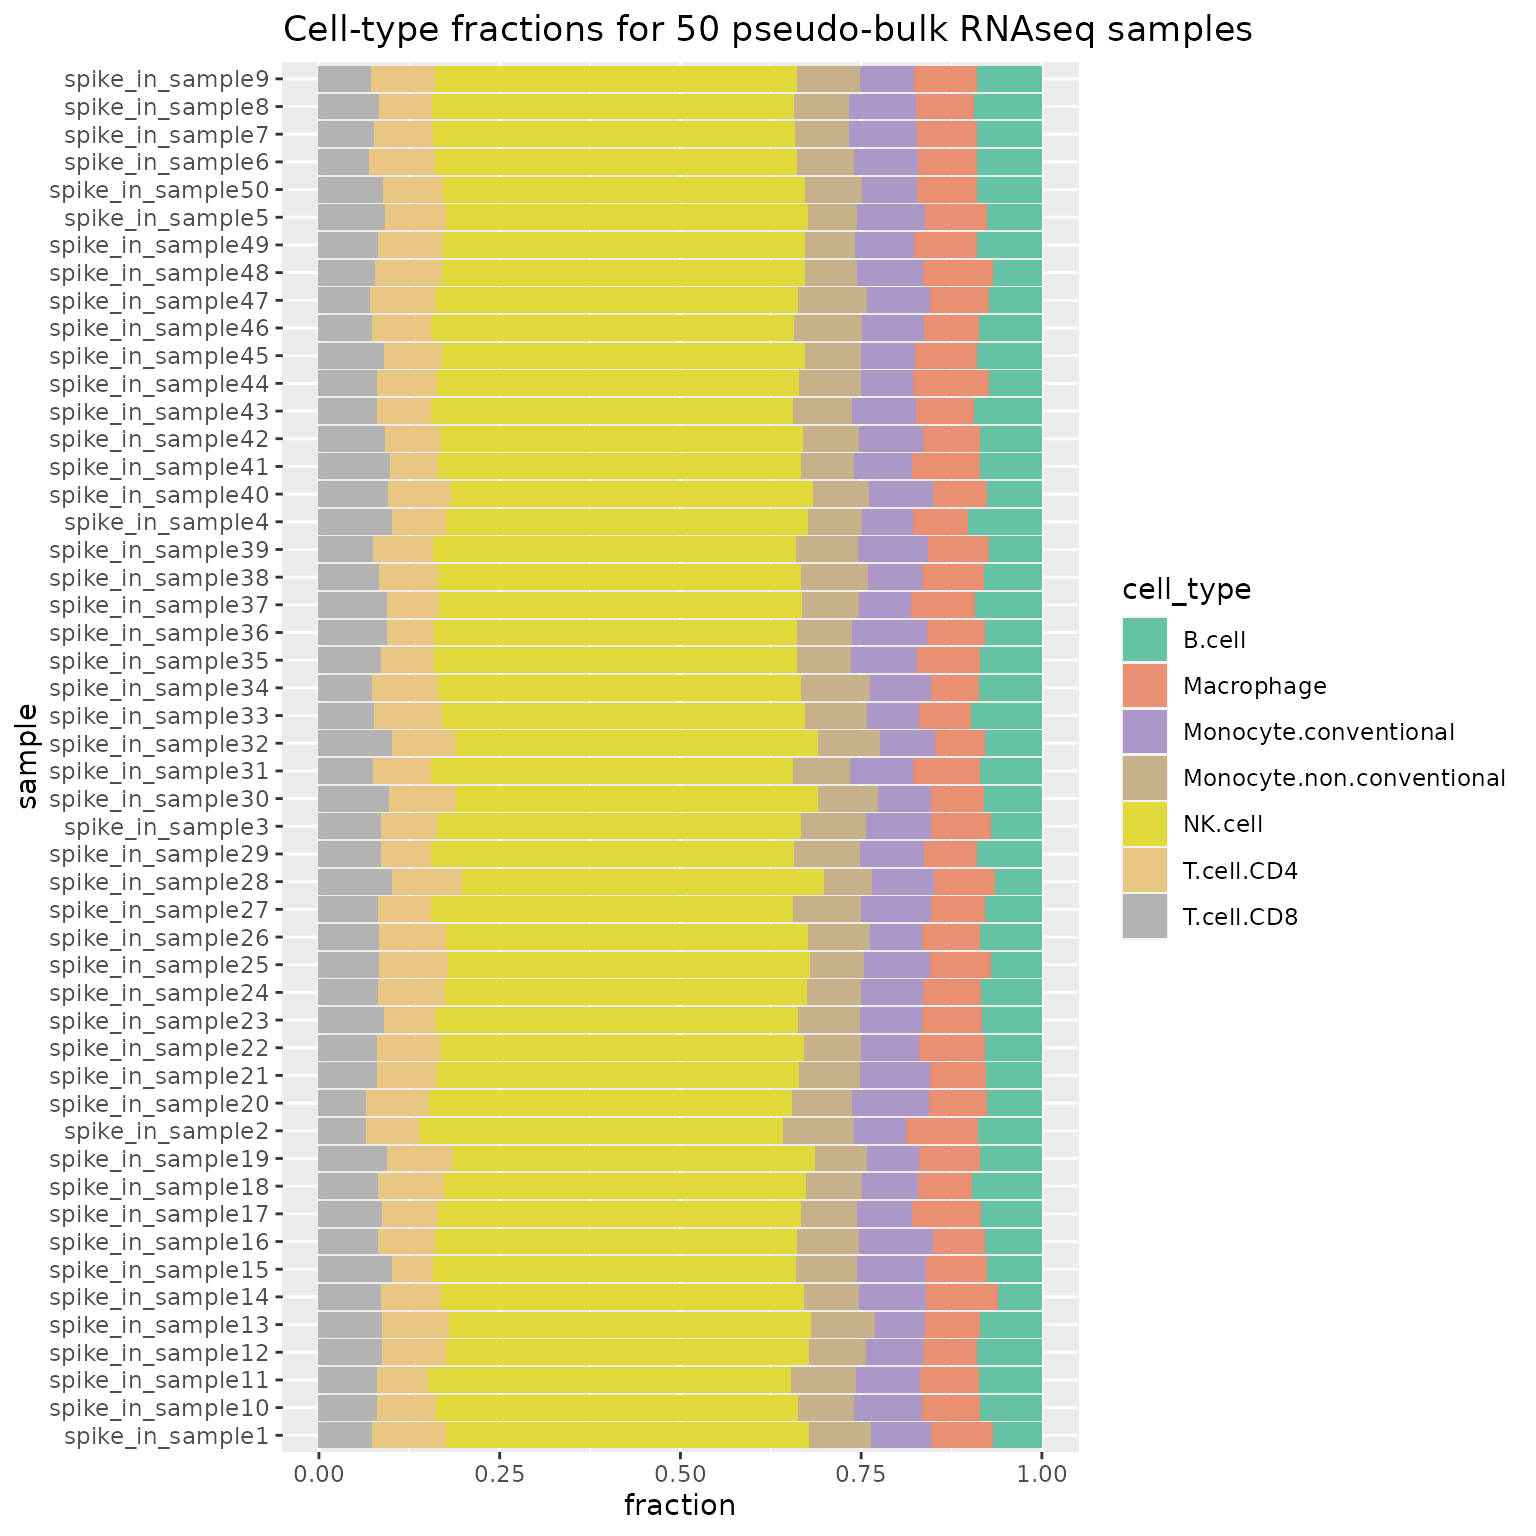 Cell-type fractions for 50 pseudo-bulk RNAseq samples
spike_in_sample9
spike_in_sample8
spike_in_sample7
spike_in_sample6
spike_in_sample50
spike_in_sample5
spike_in_sample49
spike_in_sample48
spike_in_sample47
spike_in_sample46
spike_in_sample45
spike_in_sample44
spike_in_sample43
spike_in_sample42
spike_in_sample41
spike_in_sample40
spike_in_sample4
spike_in_sample39
spike_in_sample38
spike_in_sample37
spike_in_sample36
spike_in_sample35
spike_in_sample34
spike_in_sample33
spike_in_sample32
spike_in_sample31
spike_in_sample30
spike_in_sample3
spike_in_sample29
spike_in_sample28
spike_in_sample27
spike_in_sample26
spike_in_sample25
spike_in_sample24
spike_in_sample23
spike_in_sample22
spike_in_sample21
spike_in_sample20
spike_in_sample2
spike_in_sample19
spike_in_sample18
spike_in_sample17
spike_in_sample16
spike_in_sample15
spike_in_sample14
spike_in_sample13
spike_in_sample12
spike_in_sample11
spike_in_sample10
spike_in_sample1
sample
0.00 0.25 0.50 0.75 1.00
fraction
cell_type
B.cell
Macrophage
Monocyte.conventional
Monocyte.non.conventional
NK.cell
T.cell.CD4
T.cell.CD8